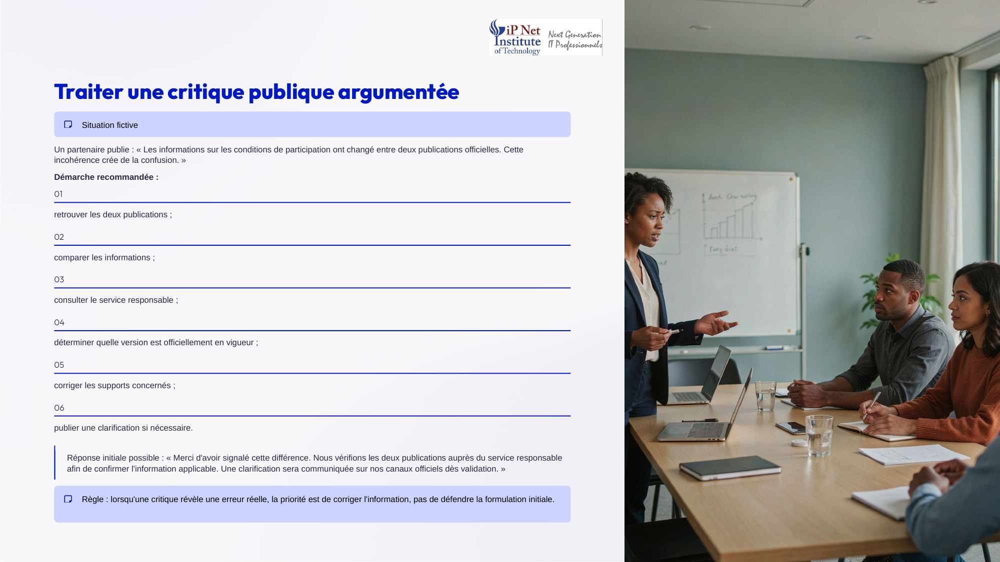 iP Net
Institute
of Technology
Next Generation
IT Professionnels
Traiter une critique publique argumentée
Situation fictive
Un partenaire publie : « Les informations sur les conditions de participation ont changé entre deux publications officielles. Cette
incohérence crée de la confusion. »
Démarche recommandée :
01
retrouver les deux publications ;
02
comparer les informations ;
03
consulter le service responsable ;
04
déterminer quelle version est officiellement en vigueur ;
05
corriger les supports concernés ;
06
publier une clarification si nécessaire.
Réponse initiale possible : « Merci d'avoir signalé cette différence. Nous vérifions les deux publications auprès du service responsable
afin de confirmer l'information applicable. Une clarification sera communiquée sur nos canaux officiels dès validation. »
Règle : lorsqu'une critique révèle une erreur réelle, la priorité est de corriger l'information, pas de défendre la formulation initiale.